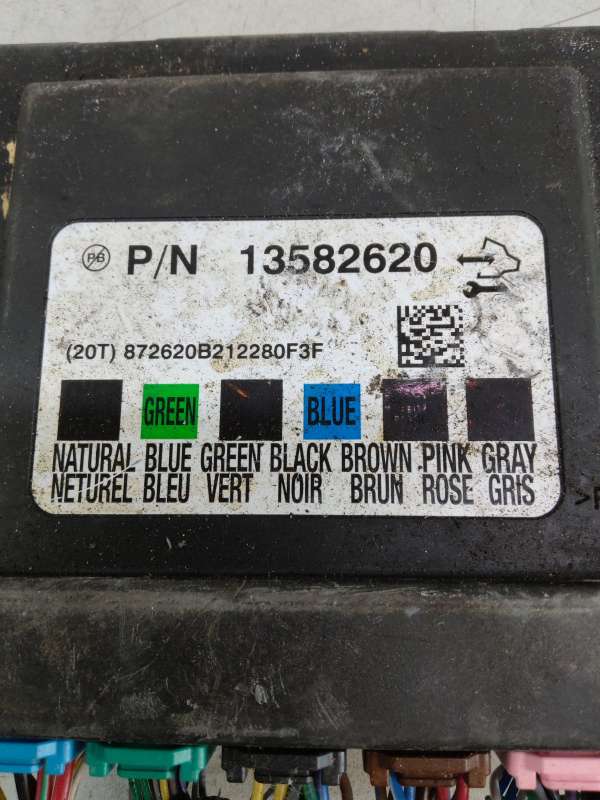 PB P/N 13582620
(20T) 872620B212280F3F
GREEN BLUE
NATURAL BLUE GREEN BLACK BROWN PINK GRAY
NETUREL BLEU VERT NOIR BRUN ROSE GRIS